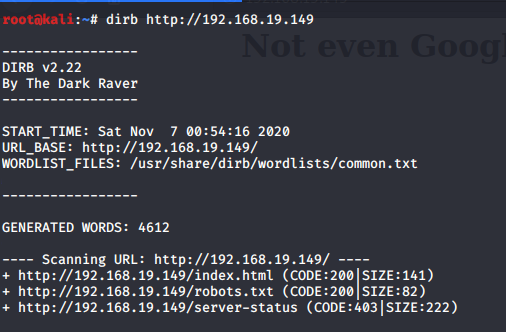 root@kali:~# dirb http://192.168.19.149
Not even Googl
-----------------
DIRB v2.22
By The Dark Raver
-----------------
START_TIME: Sat Nov  7 00:54:16 2020
URL_BASE: http://192.168.19.149/
WORDLIST_FILES: /usr/share/dirb/wordlists/common.txt
-----------------
GENERATED WORDS: 4612
---- Scanning URL: http://192.168.19.149/ ----
+ http://192.168.19.149/index.html (CODE:200|SIZE:141)
+ http://192.168.19.149/robots.txt (CODE:200|SIZE:82)
+ http://192.168.19.149/server-status (CODE:403|SIZE:222)